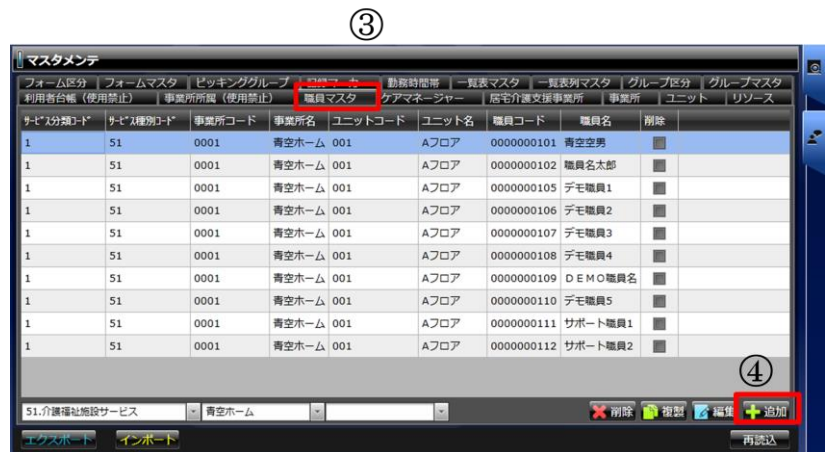 ③
マスタメンテ
フォーム区分 フォームマスタ ピッキンググループ 記録マーカ 勤務時間帯 一覧表マスタ 一覧表列マスタ グループ区分 グループマスタ
利用者台帳（使用禁止） 事業所所属（使用禁止） 職員マスタ ケアマネージャー 居宅介護支援事業所 事業所 ユニット リソース
ｻｰﾋﾞｽ分類ｺｰﾄﾞ ｻｰﾋﾞｽ種別ｺｰﾄﾞ 事業所コード 事業所名 ユニットコード ユニット名 職員コード 職員名 削除
1 51 0001 青空ホーム 001 Aフロア 0000000101 青空空男
1 51 0001 青空ホーム 001 Aフロア 0000000102 職員名太郎
1 51 0001 青空ホーム 001 Aフロア 0000000105 デモ職員1
1 51 0001 青空ホーム 001 Aフロア 0000000106 デモ職員2
1 51 0001 青空ホーム 001 Aフロア 0000000107 デモ職員3
1 51 0001 青空ホーム 001 Aフロア 0000000108 デモ職員4
1 51 0001 青空ホーム 001 Aフロア 0000000109 ＤＥＭＯ職員名
1 51 0001 青空ホーム 001 Aフロア 0000000110 デモ職員5
1 51 0001 青空ホーム 001 Aフロア 0000000111 サポート職員1
1 51 0001 青空ホーム 001 Aフロア 0000000112 サポート職員2
④
51.介護福祉施設サービス 青空ホーム 削除 複製 編集 追加
エクスポート インポート 再読込